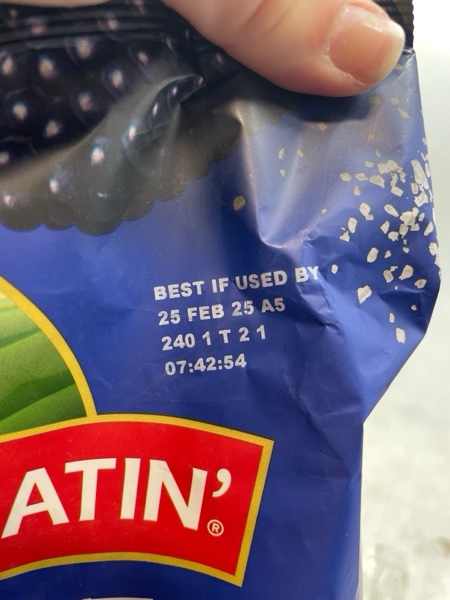 BEST IF USED BY
25 FEB 25 A5
240 1 T 2 1
07:42:54
ATIN'®